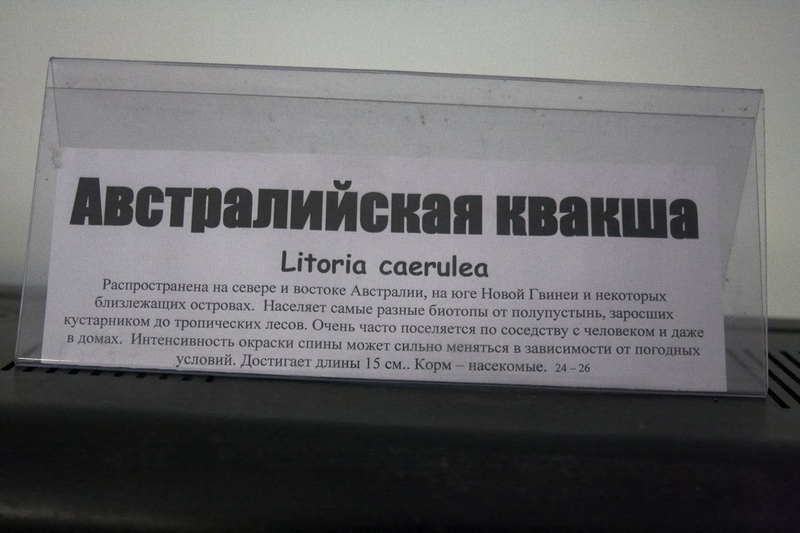 Австралийская квакша
Litoria caerulea
Распространена на севере и востоке Австралии, на юге Новой Гвинеи и некоторых
близлежащих островах. Населяет самые разные биотопы от полупустынь, заросших
кустарником до тропических лесов. Очень часто поселяется по соседству с человеком и даже
в домах. Интенсивность окраски спины может сильно меняться в зависимости от погодных
условий. Достигает длины 15 см.. Корм – насекомые. 24 – 26